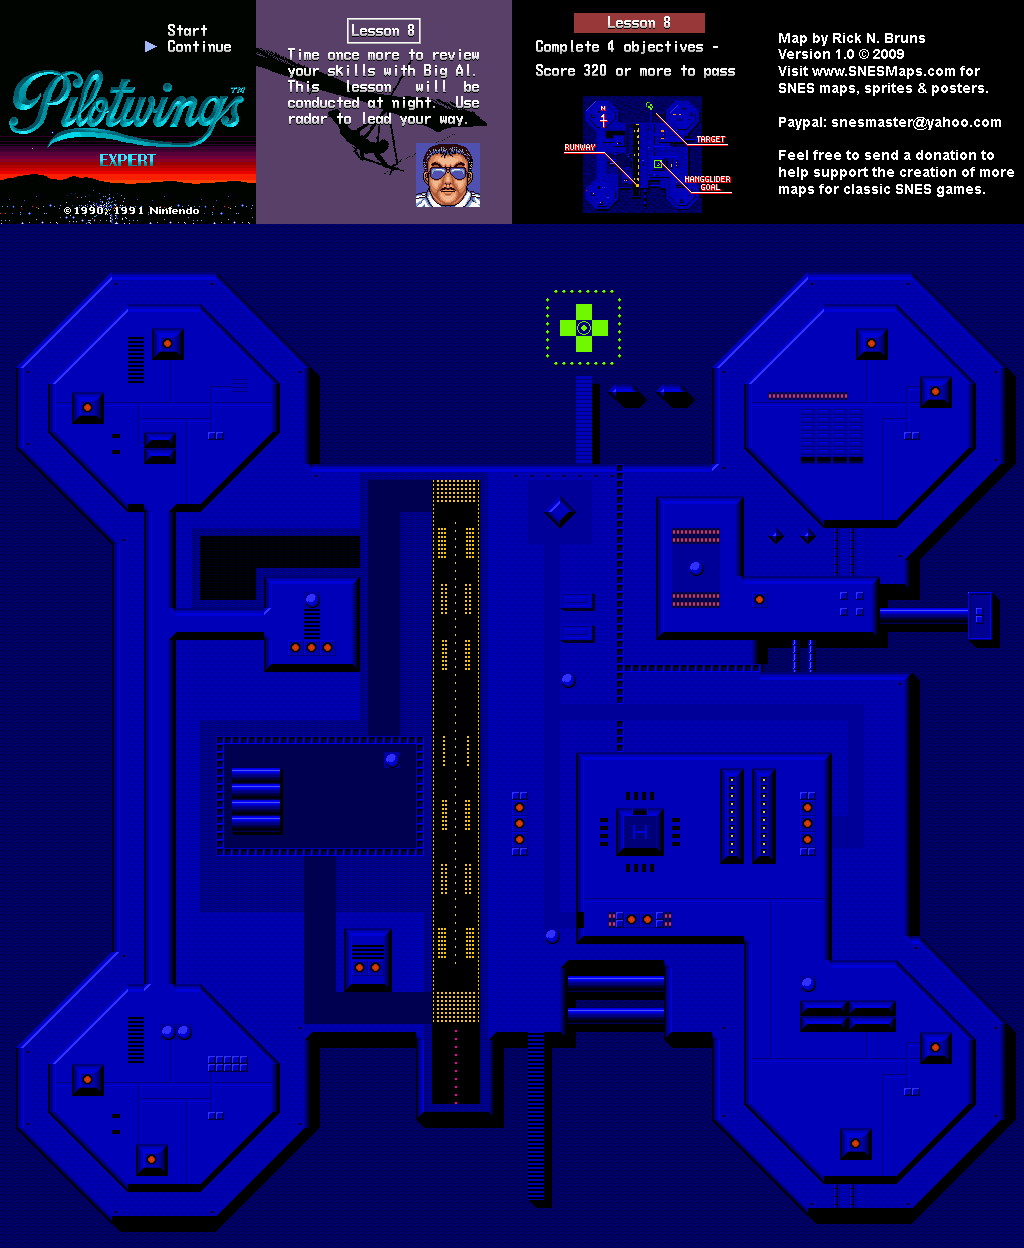 Start
Continue
Pilotwings™
EXPERT
©1990, 1991 Nintendo
Lesson 8
Time once more to review
your skills with Big Al.
This lesson will be
conducted at night. Use
radar to lead your way.
Lesson 8
Complete 4 objectives -
Score 320 or more to pass
N
TARGET
RUNWAY
HANGGLIDER
GOAL
Map by Rick N. Bruns
Version 1.0 © 2009
Visit www.SNESMaps.com for
SNES maps, sprites & posters.
Paypal: snesmaster@yahoo.com
Feel free to send a donation to
help support the creation of more
maps for classic SNES games.
H